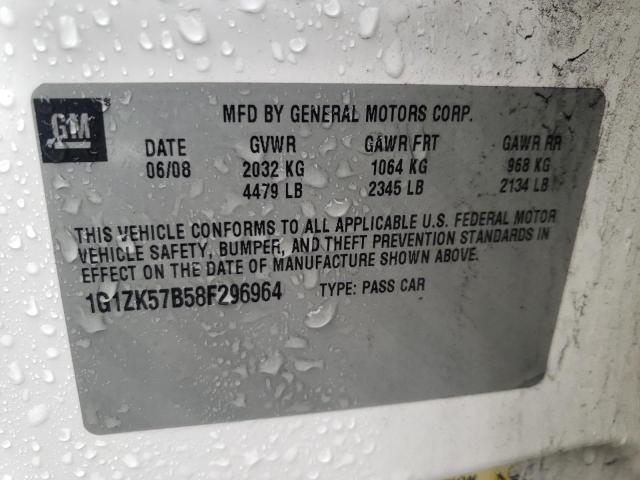 GM
MFD BY GENERAL MOTORS CORP.
DATE GVWR GAWR FRT GAWR RR
06/08 2032 KG 1064 KG 968 KG
4479 LB 2345 LB 2134 LB
THIS VEHICLE CONFORMS TO ALL APPLICABLE U.S. FEDERAL MOTOR
VEHICLE SAFETY, BUMPER, AND THEFT PREVENTION STANDARDS IN
EFFECT ON THE DATE OF MANUFACTURE SHOWN ABOVE.
1G1ZK57B58F296964 TYPE: PASS CAR